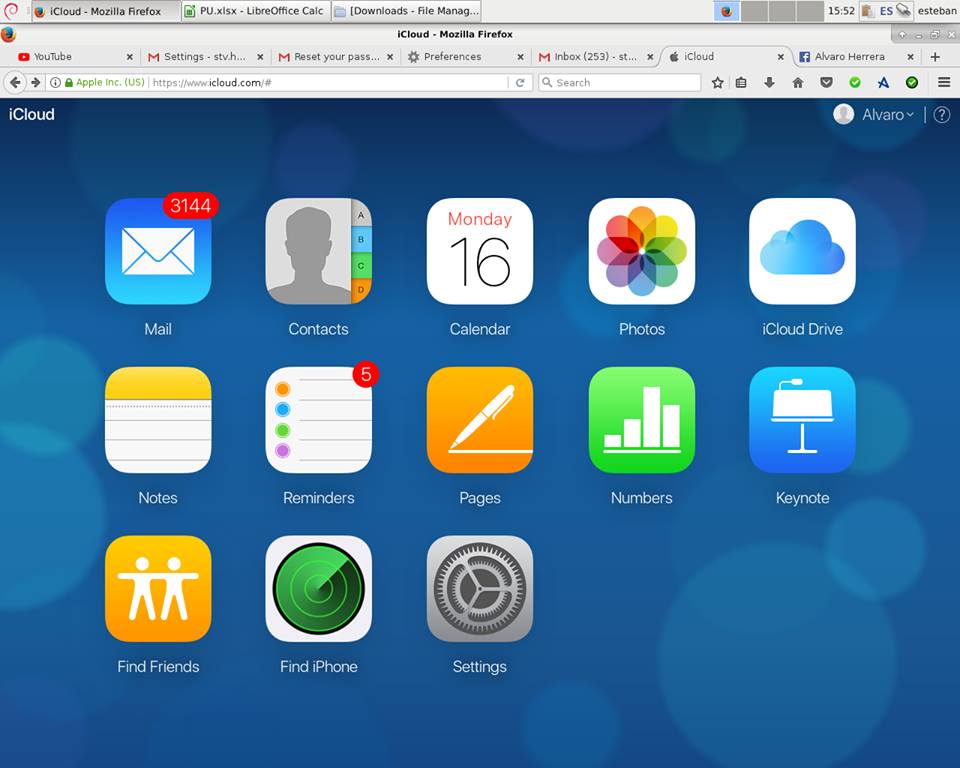 iCloud - Mozilla Firefox
PU.xlsx - LibreOffice Calc
[Downloads - File Manag...
15:52
ES
esteban
iCloud - Mozilla Firefox
YouTube
Settings - stv.h...
Reset your pass...
Preferences
Inbox (253) - st...
iCloud
Alvaro Herrera
Apple Inc. (US)
https://www.icloud.com/#
Search
iCloud
Alvaro
?
3144
Mail
A
B
C
D
Contacts
Monday
16
Calendar
Photos
iCloud Drive
Notes
5
Reminders
Pages
Numbers
Keynote
Find Friends
Find iPhone
Settings